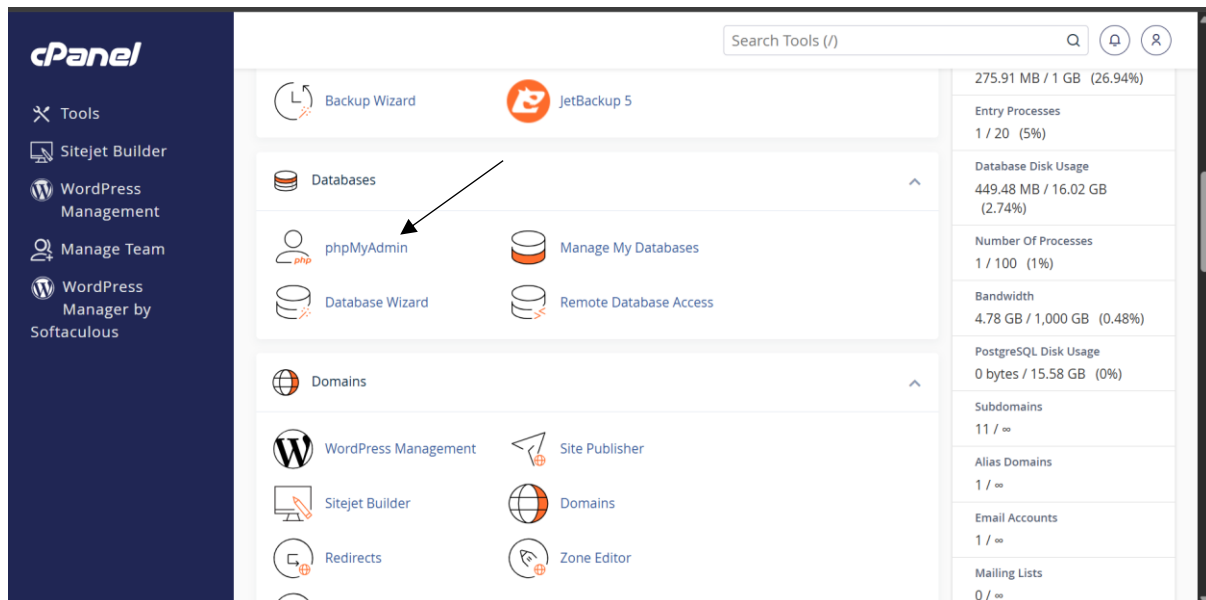 cPanel
Search Tools (/)
Tools
Sitejet Builder
WordPress
Management
Manage Team
WordPress
Manager by
Softaculous
Backup Wizard
JetBackup 5
Databases
phpMyAdmin
php
Manage My Databases
Database Wizard
Remote Database Access
Domains
WordPress Management
Site Publisher
Sitejet Builder
Domains
Redirects
Zone Editor
275.91 MB / 1 GB (26.94%)
Entry Processes
1 / 20 (5%)
Database Disk Usage
449.48 MB / 16.02 GB
(2.74%)
Number Of Processes
1 / 100 (1%)
Bandwidth
4.78 GB / 1,000 GB (0.48%)
PostgreSQL Disk Usage
0 bytes / 15.58 GB (0%)
Subdomains
11 / ∞
Alias Domains
1 / ∞
Email Accounts
1 / ∞
Mailing Lists
0 / ∞